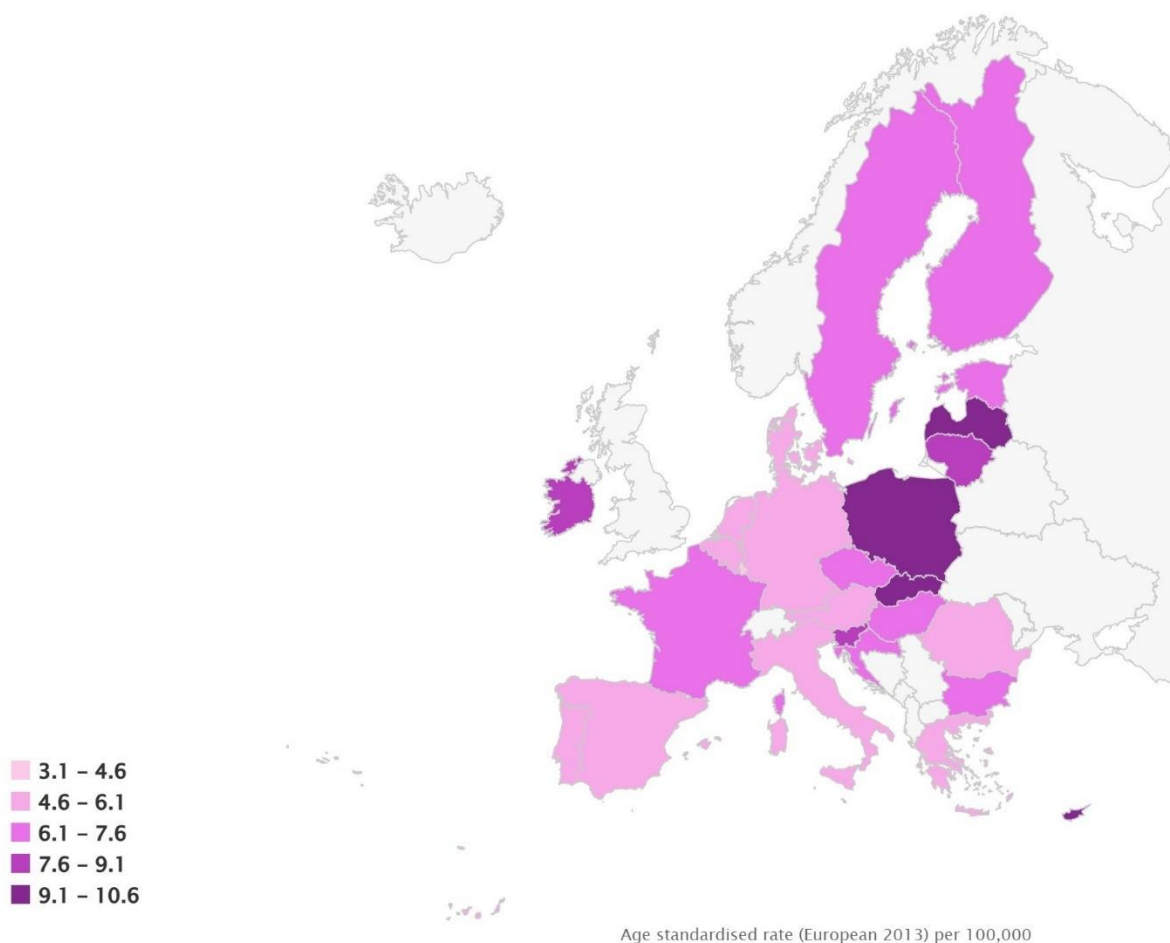 3.1 – 4.6
4.6 – 6.1
6.1 – 7.6
7.6 – 9.1
9.1 – 10.6
Age standardised rate (European 2013) per 100,000